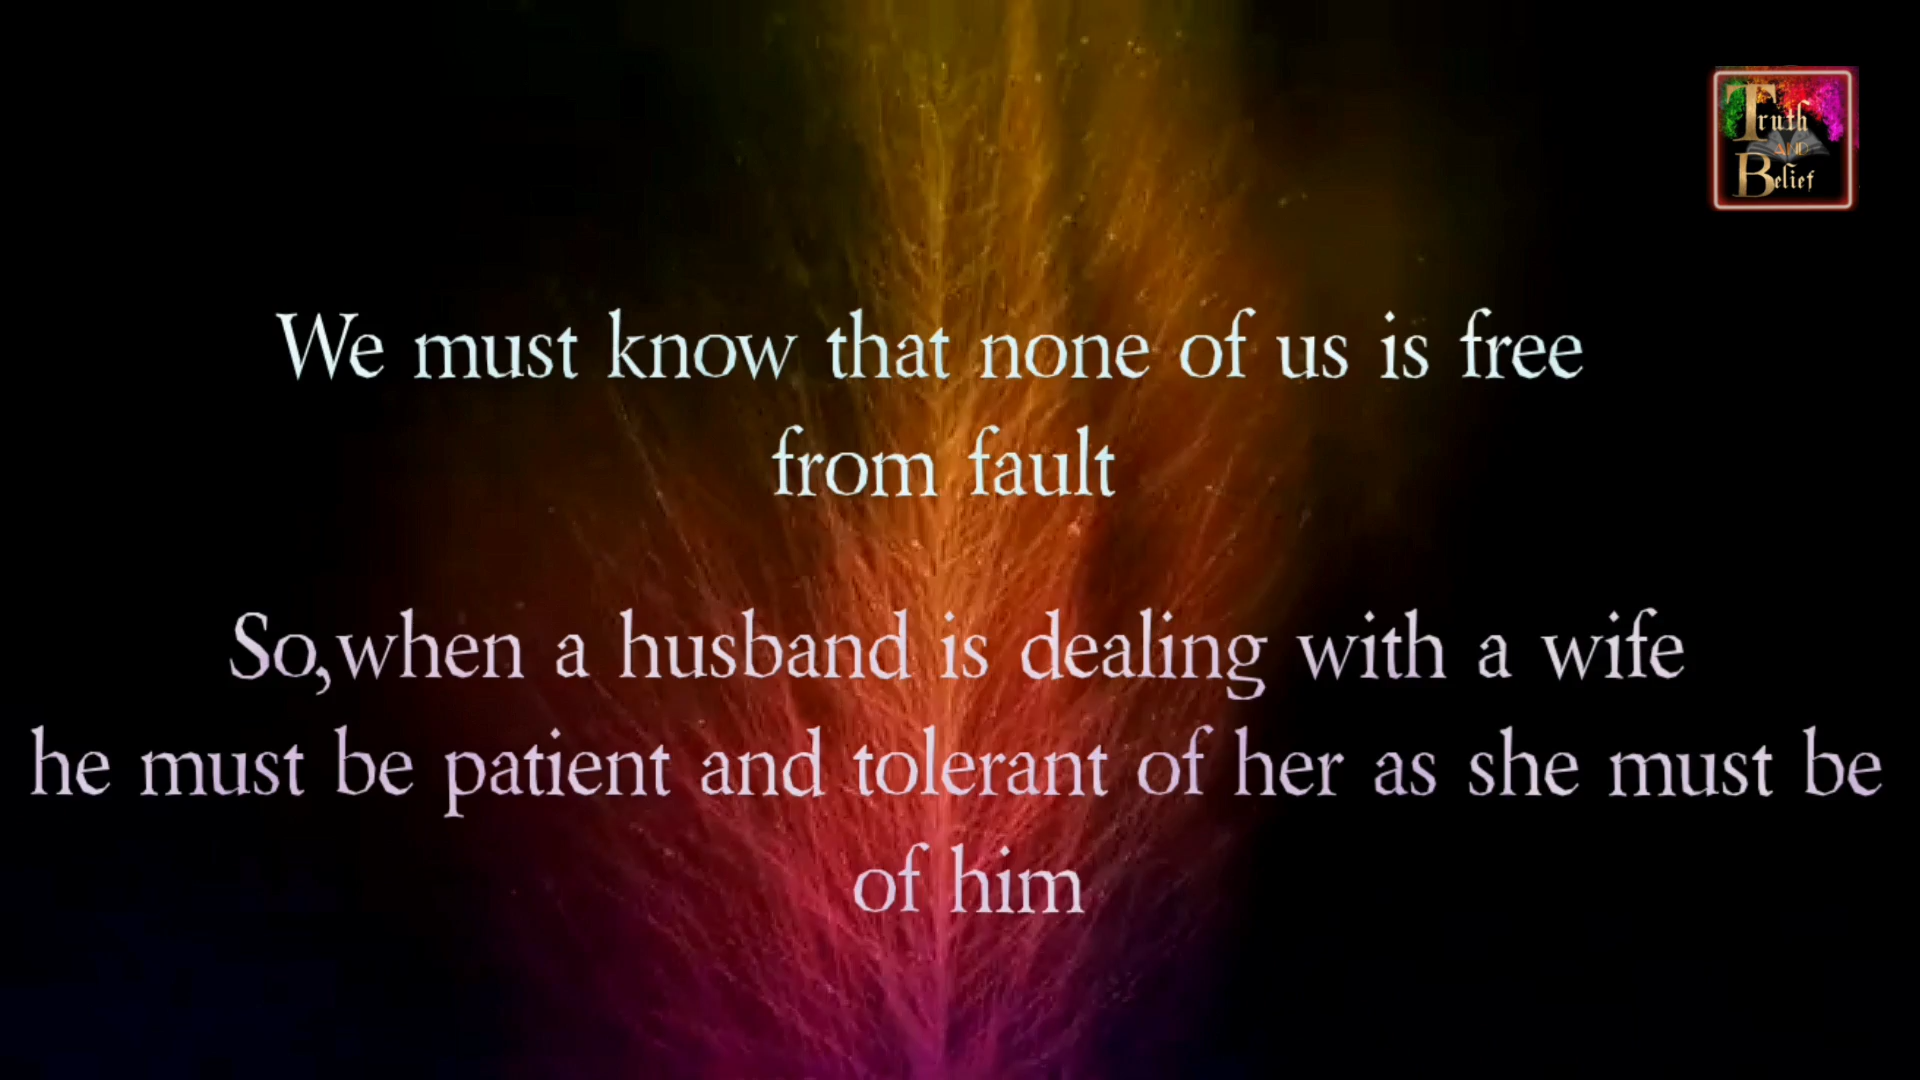 Truth
AND
Belief
We must know that none of us is free
from fault
So,when a husband is dealing with a wife
he must be patient and tolerant of her as she must be
of him